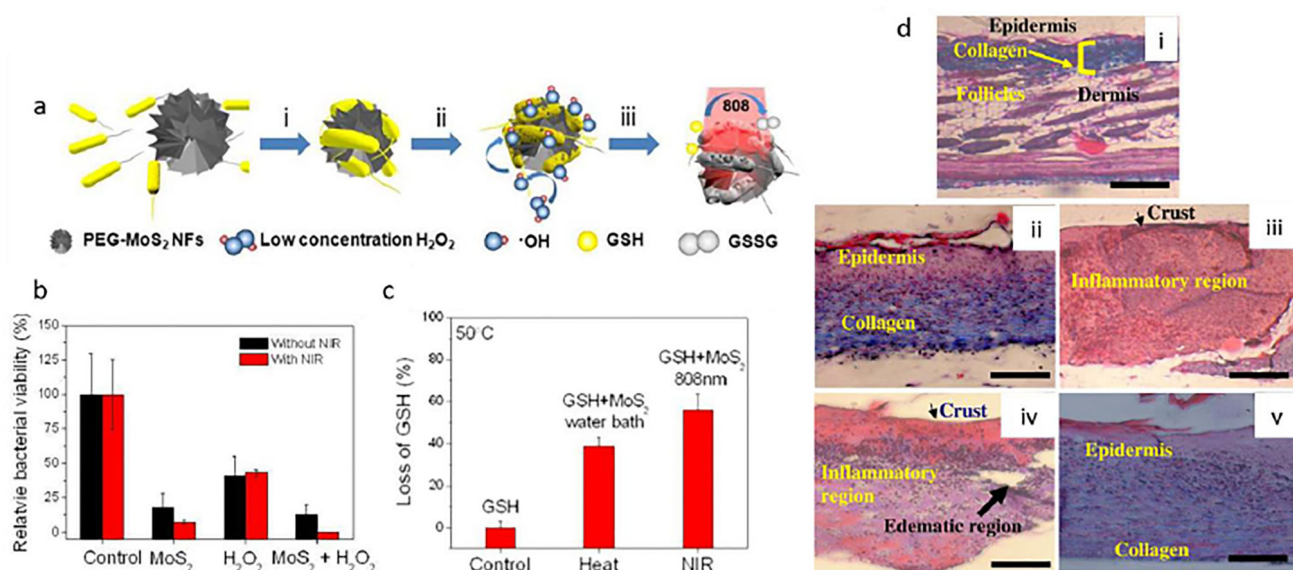 a
i
ii
iii
808
PEG-MoS₂ NFs
Low concentration H₂O₂
·OH
GSH
GSSG
b
Relatvie bacterial viability (%)
150
125
100
75
50
25
0
Without NIR
With NIR
Control
MoS₂
H₂O₂
MoS₂ + H₂O₂
c
Loss of GSH (%)
100
80
60
40
20
0
50°C
GSH
GSH+MoS₂
water bath
GSH+MoS₂
808nm
Control
Heat
NIR
d
i
Epidermis
Collagen
Follicles
Dermis
ii
Epidermis
Collagen
iii
Crust
Inflammatory region
iv
Crust
Inflammatory
region
Edematic region
v
Epidermis
Collagen